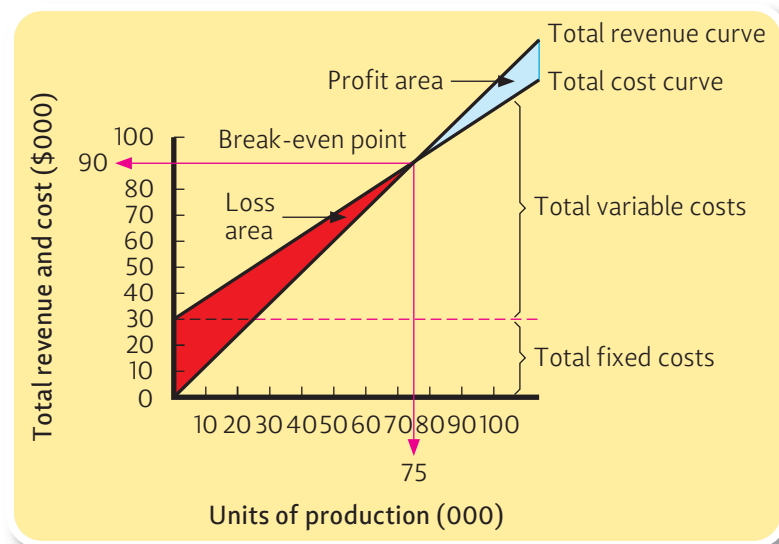 Total revenue curve
Profit area
Total cost curve
Total revenue and cost ($000)
100
Break-even point
90
80
70
60
50
40
30
20
10
0
Loss
area
Total variable costs
Total fixed costs
10 20 30 40 50 60 70 80 90 100
75
Units of production (000)